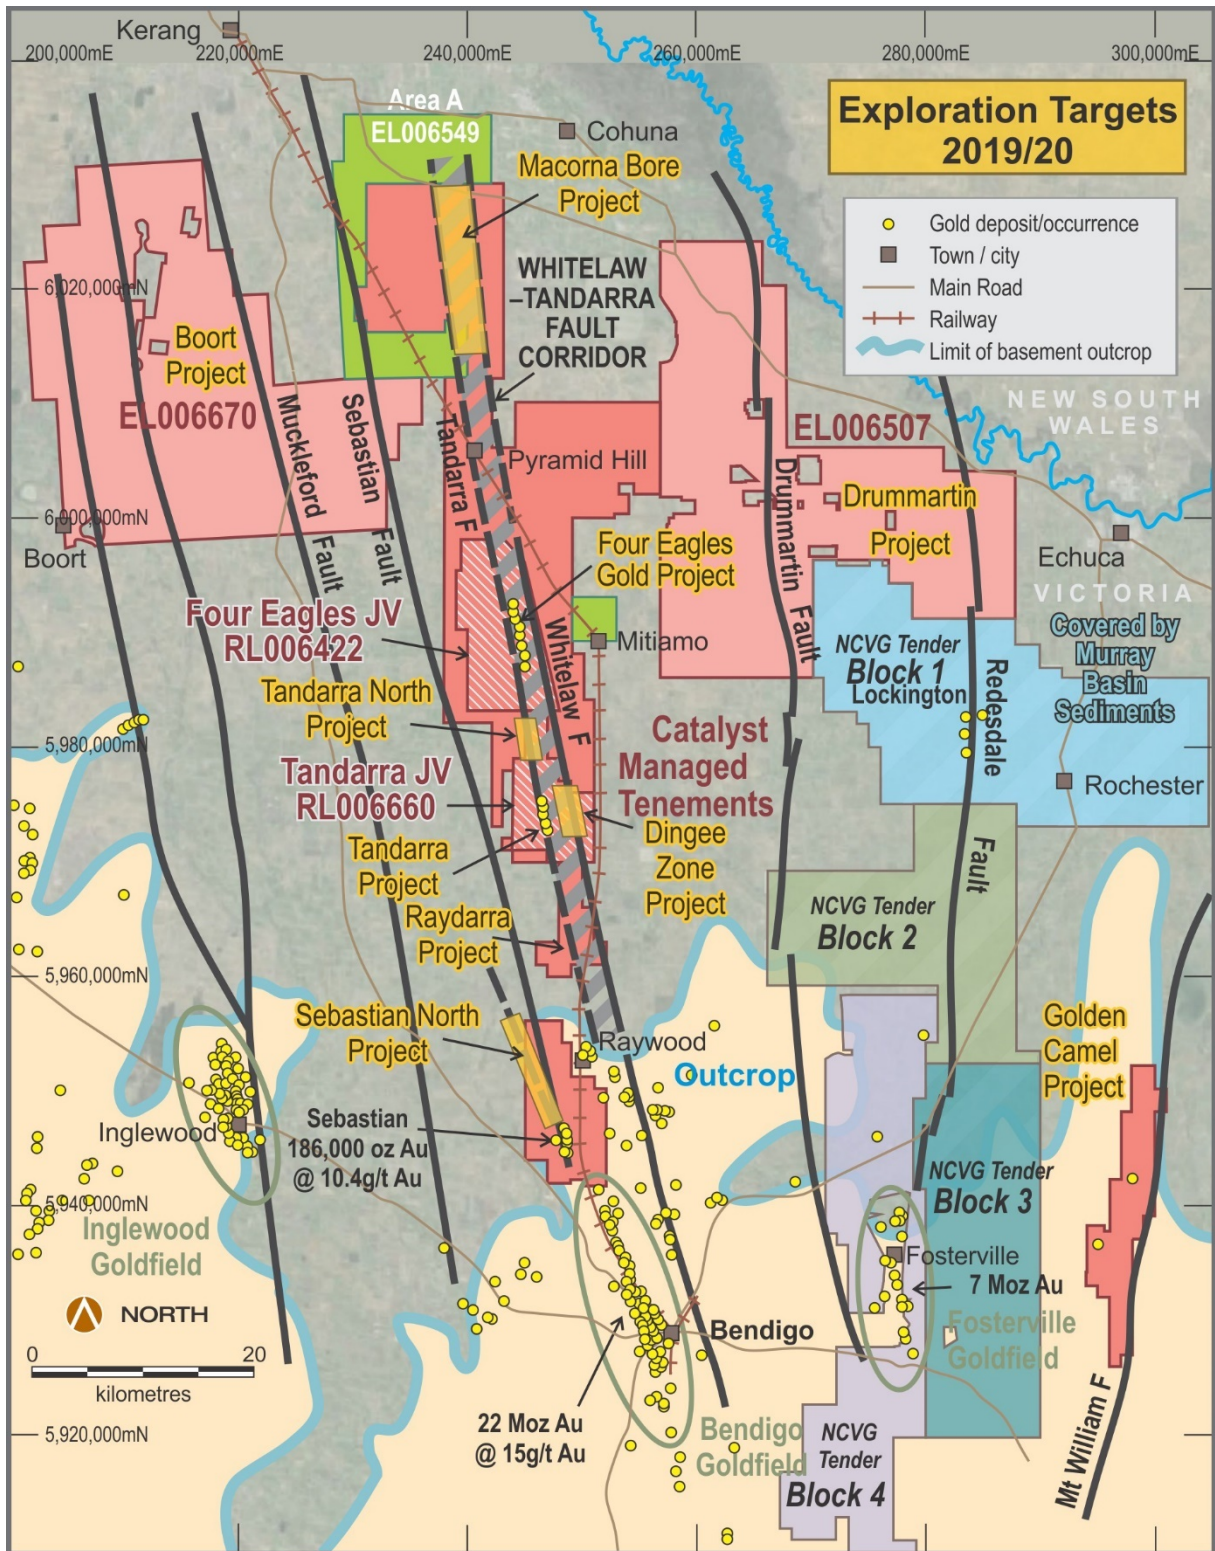 Kerang
200,000mE
220,000mE
240,000mE
260,000mE
280,000mE
300,000mE
Exploration Targets
2019/20
Gold deposit/occurrence
Town / city
Main Road
Railway
Limit of basement outcrop
Area A
EL006549
Cohuna
Macorna Bore
Project
WHITELAW
–TANDARRA
FAULT
CORRIDOR
6,020,000mN
Boort
Project
EL006670
Muckleford
Fault
Sebastian
Fault
Tandarra F
Pyramid Hill
EL006507
NEW SOUTH
WALES
Drummartin
Fault
Drummartin
Project
6,000,000mN
Boort
Echuca
VICTORIA
Four Eagles
Gold Project
Four Eagles JV
RL006422
Whitelaw F
Mitiamo
NCVG Tender
Block 1
Lockington
Covered by
Murray
Basin
Sediments
Redesdale
Fault
Tandarra North
Project
5,980,000mN
Catalyst
Managed
Tenements
Tandarra JV
RL006660
Rochester
Dingee
Zone
Project
Tandarra
Project
Raydarra
Project
NCVG Tender
Block 2
5,960,000mN
Sebastian North
Project
Raywood
Outcrop
Golden
Camel
Project
Inglewood
Sebastian
186,000 oz Au
@ 10.4g/t Au
NCVG Tender
Block 3
5,940,000mN
Inglewood
Goldfield
Fosterville
7 Moz Au
Fosterville
Goldfield
NORTH
0
20
kilometres
Bendigo
22 Moz Au
@ 15g/t Au
Bendigo
Goldfield
5,920,000mN
NCVG
Tender
Block 4
Mt William F